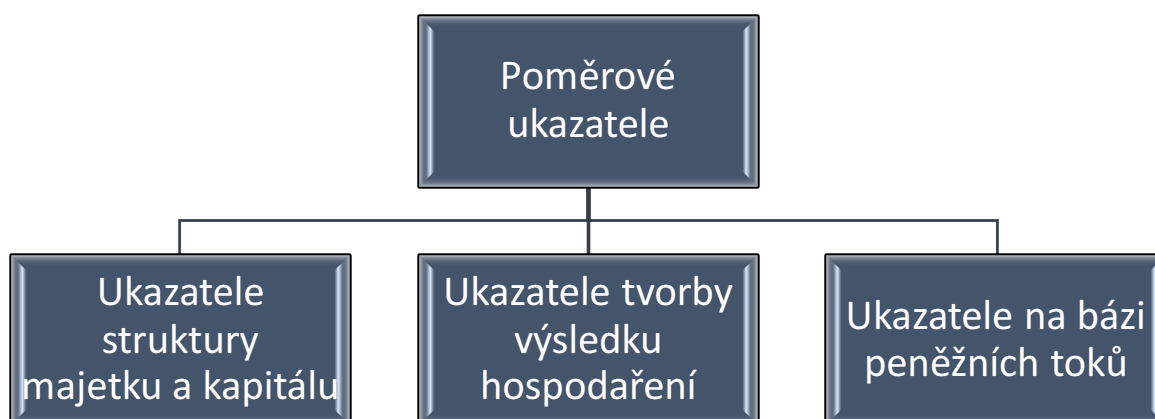 Poměrové
ukazatele
Ukazatele
struktury
majetku a kapitálu
Ukazatele tvorby
výsledku
hospodaření
Ukazatele na bázi
peněžních toků